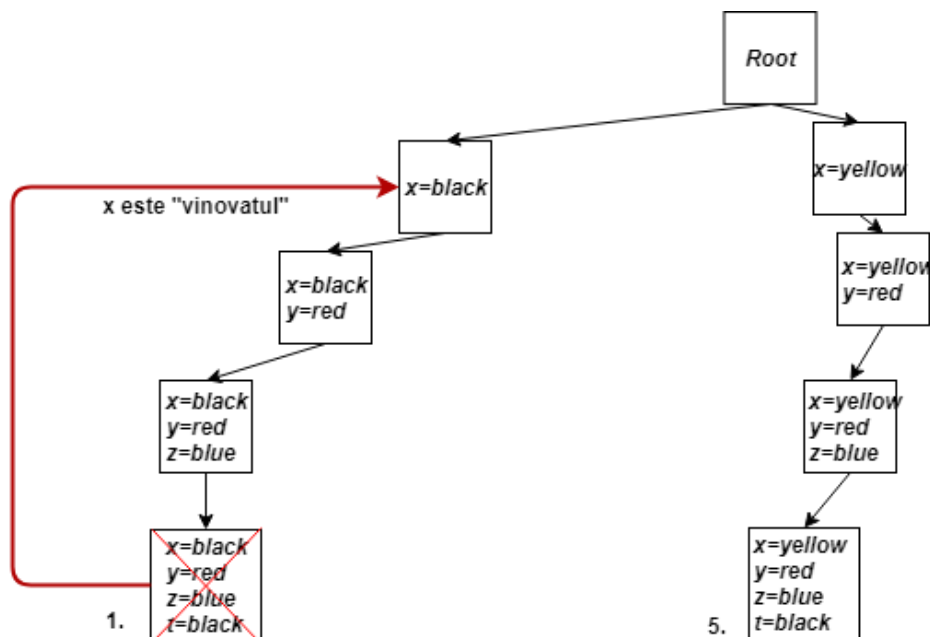 Root
x=black
x=yellow
x este "vinovatul"
x=black
y=red
x=yellow
y=red
x=black
y=red
z=blue
x=yellow
y=red
z=blue
x=black
y=red
z=blue
t=black
1.
x=yellow
y=red
z=blue
t=black
5.